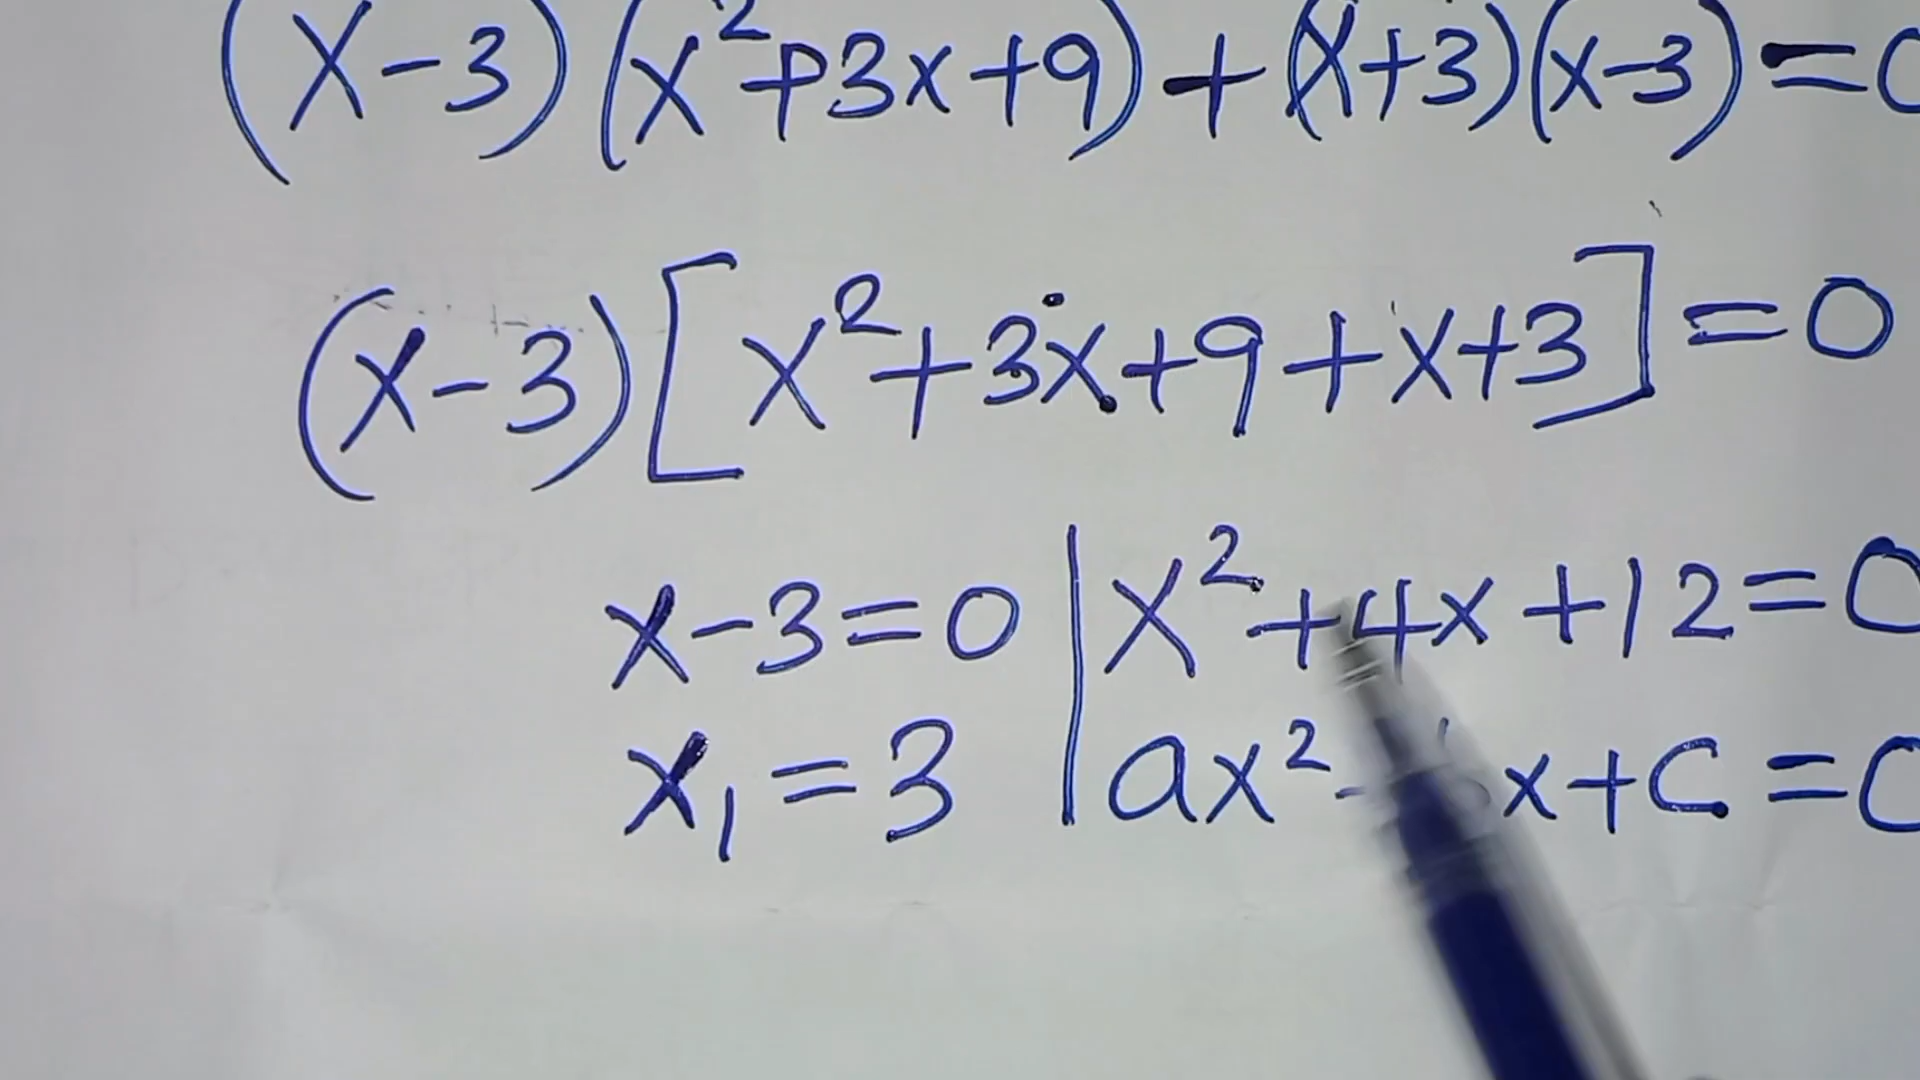 (x-3)(x²+3x+9)+(x+3)(x-3)=0
(x-3)[x²+3x+9+x+3]=0
x-3=0 | x²+4x+12=0
x₁=3 | ax² x+c=0